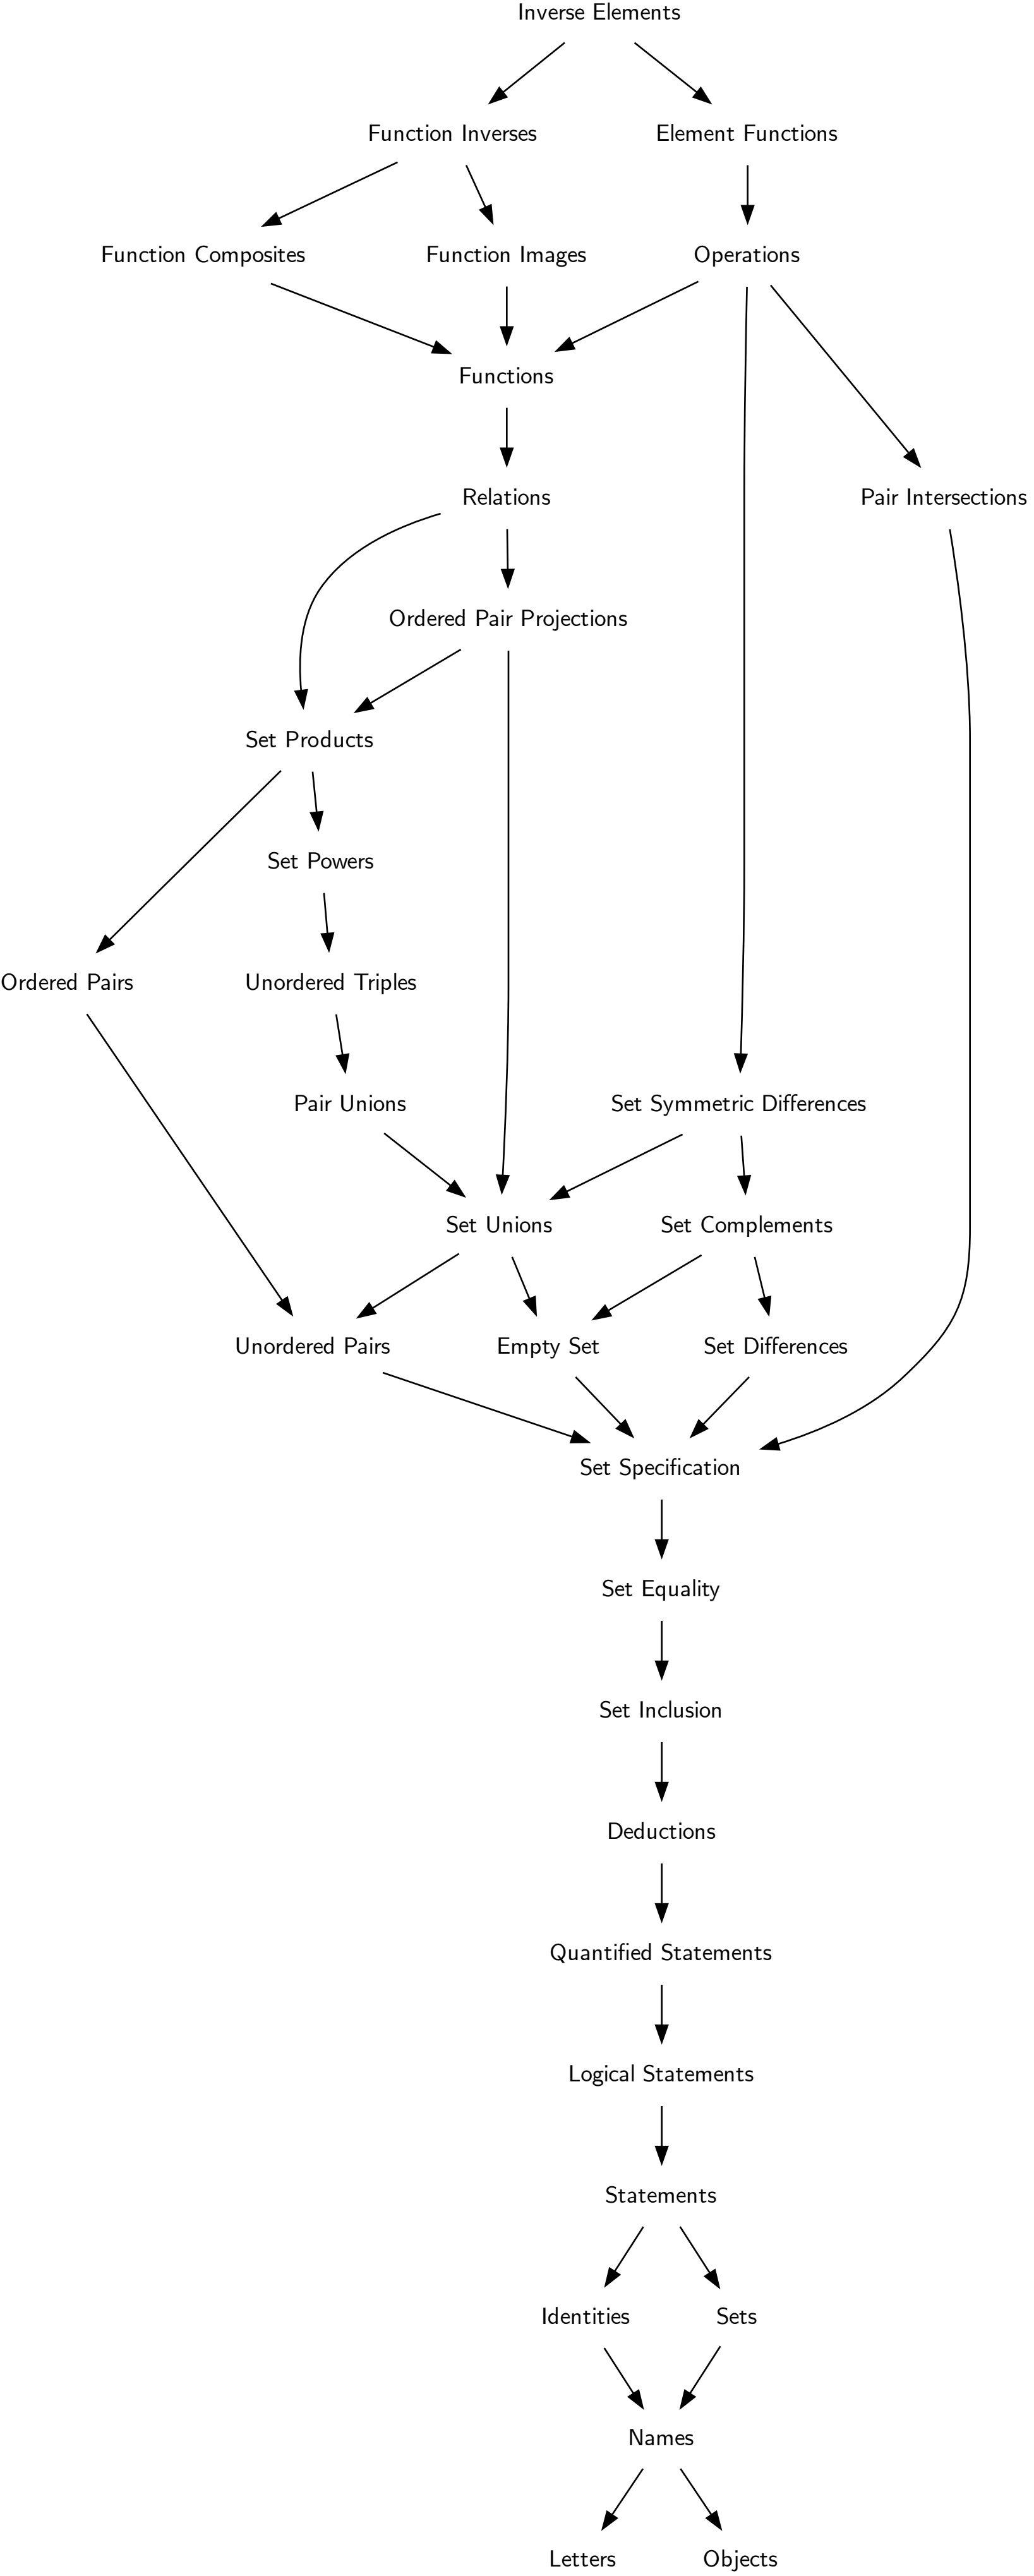 Inverse Elements
Function Inverses
Element Functions
Function Composites
Function Images
Operations
Functions
Relations
Pair Intersections
Ordered Pair Projections
Set Products
Set Powers
Ordered Pairs
Unordered Triples
Pair Unions
Set Symmetric Differences
Set Unions
Set Complements
Unordered Pairs
Empty Set
Set Differences
Set Specification
Set Equality
Set Inclusion
Deductions
Quantified Statements
Logical Statements
Statements
Identities
Sets
Names
Letters
Objects